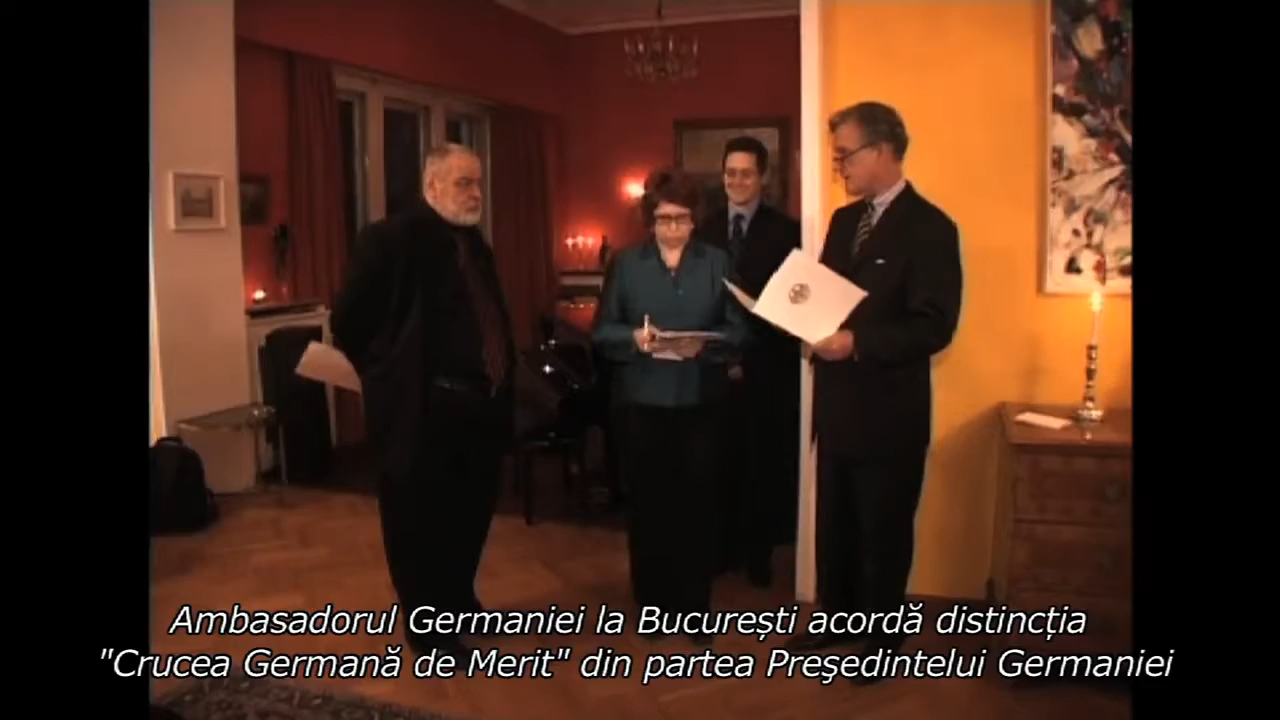 Ambasadorul Germaniei la București acordă distincția
"Crucea Germană de Merit" din partea Preşedintelui Germaniei